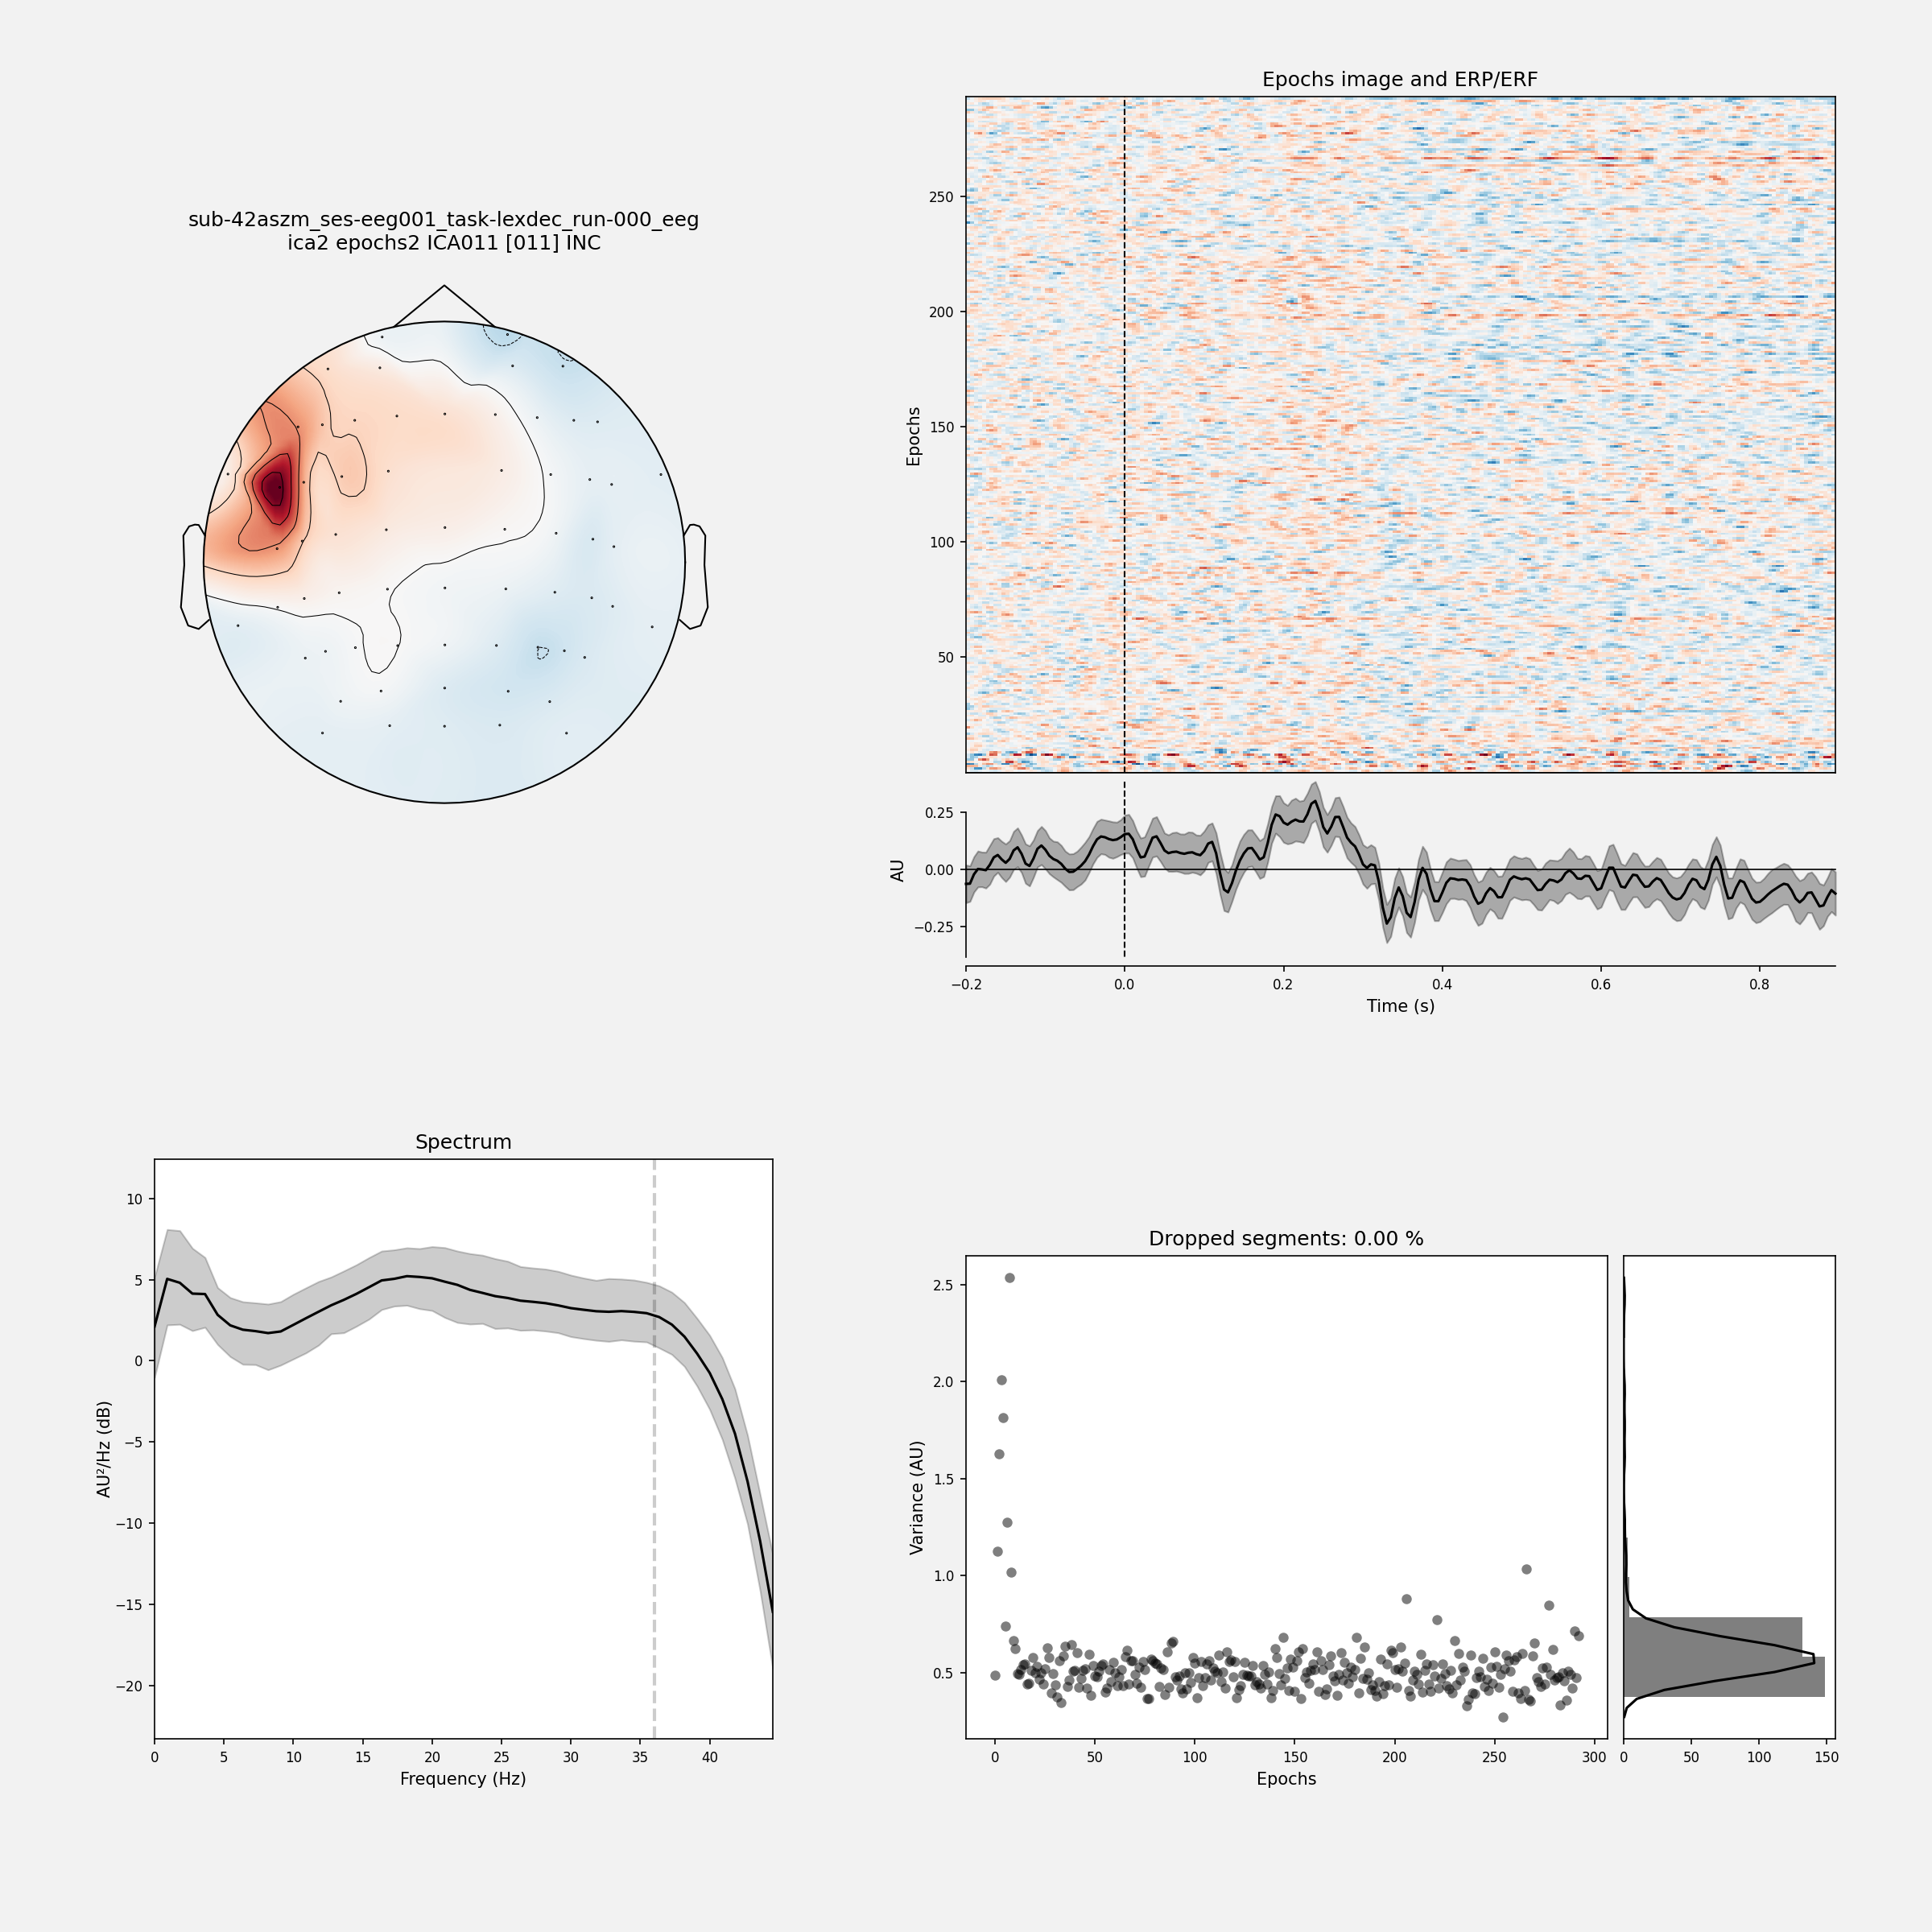 sub-42aszm_ses-eeg001_task-lexdec_run-000_eeg
ica2 epochs2 ICA011 [011] INC
Epochs image and ERP/ERF
Epochs
250
200
150
100
50
AU
0.25
0.00
−0.25
−0.2 0.0 0.2 0.4 0.6 0.8
Time (s)
Spectrum
AU²/Hz (dB)
10
5
0
−5
−10
−15
−20
0 5 10 15 20 25 30 35 40
Frequency (Hz)
Dropped segments: 0.00 %
Variance (AU)
2.5
2.0
1.5
1.0
0.5
0 50 100 150 200 250 300
Epochs
0 50 100 150